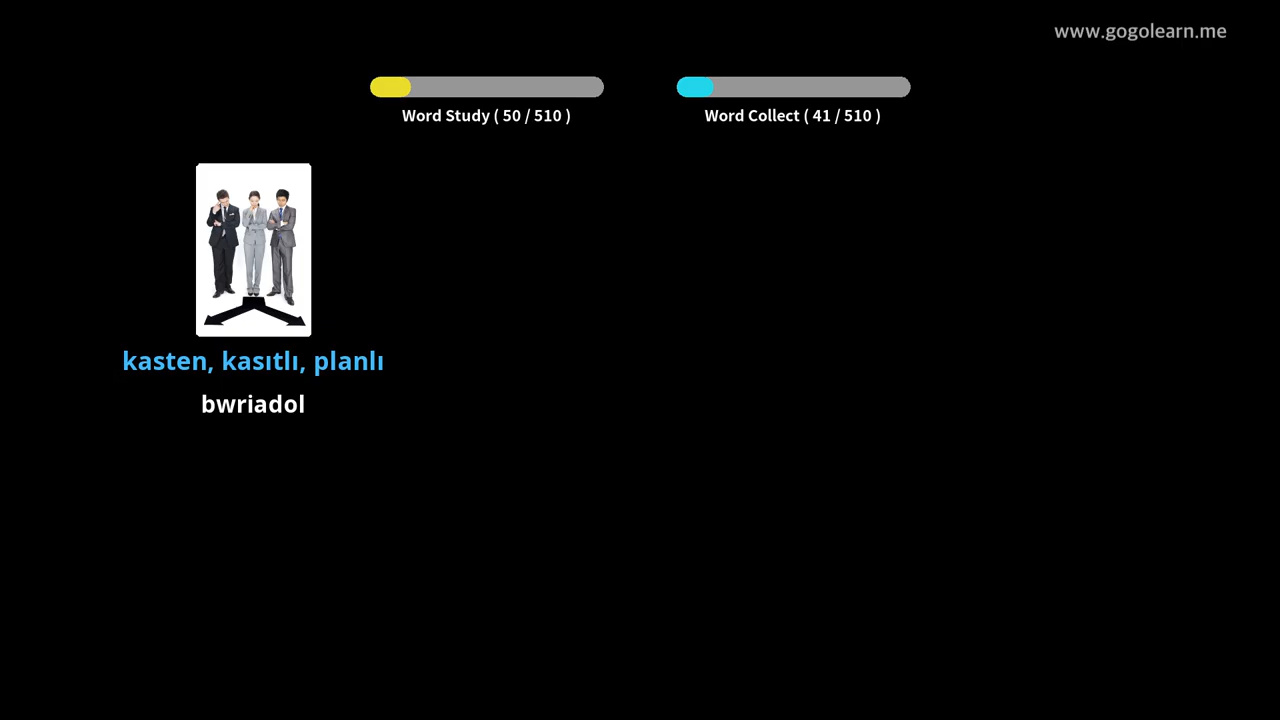 www.gogolearn.me
Word Study ( 50 / 510 )
Word Collect ( 41 / 510 )
kasten, kasıtlı, planlı
bwriadol